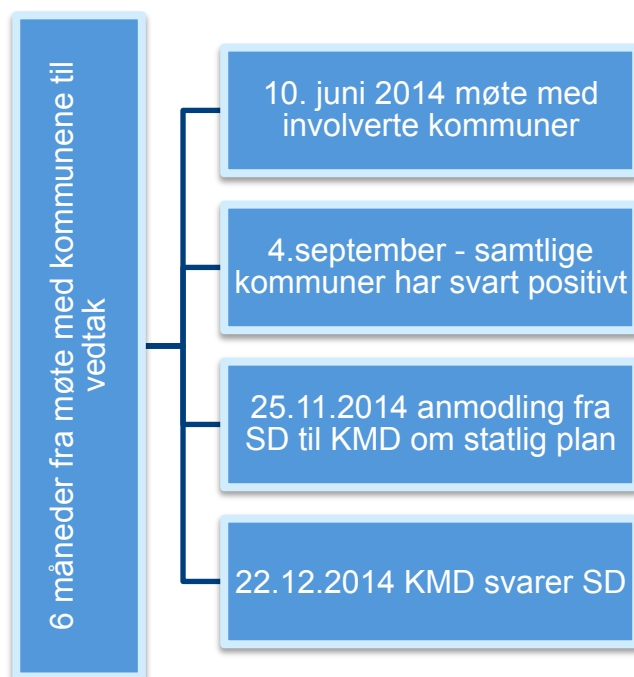 6 måneder fra møte med kommunene til
vedtak
10. juni 2014 møte med
involverte kommuner
4.september - samtlige
kommuner har svart positivt
25.11.2014 anmodling fra
SD til KMD om statlig plan
22.12.2014 KMD svarer SD